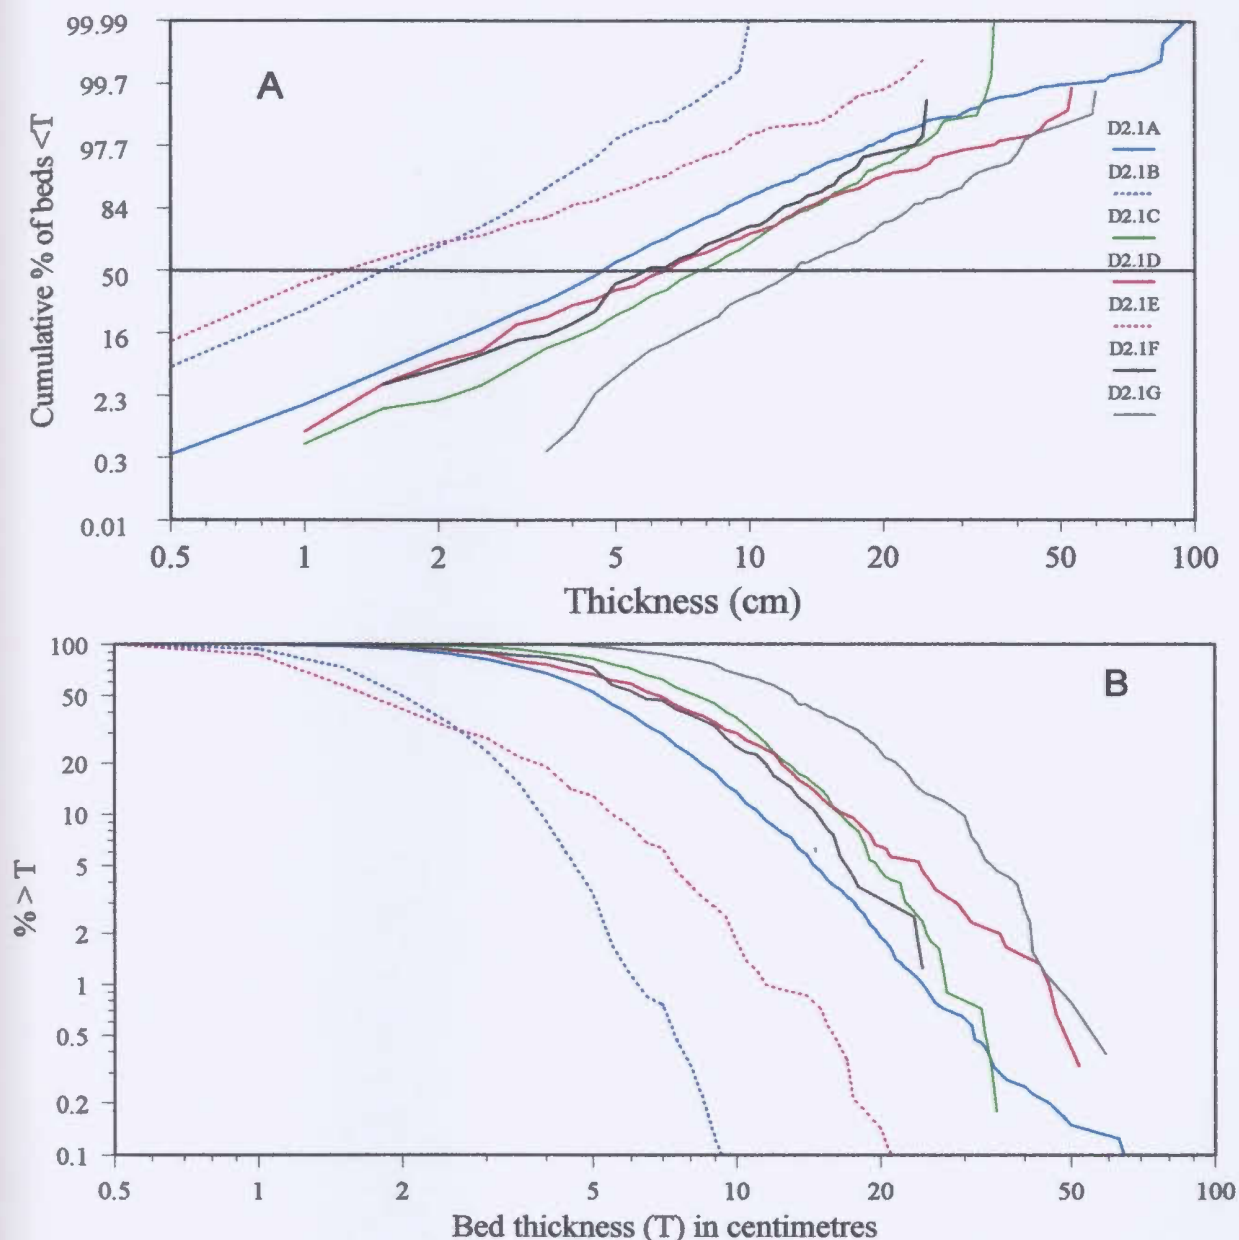 99.99
99.7
97.7
84
50
16
2.3
0.3
0.01
Cumulative % of beds <T
A
D2.1A
D2.1B
D2.1C
D2.1D
D2.1E
D2.1F
D2.1G
0.5 1 2 5 10 20 50 100
Thickness (cm)
100
50
20
10
5
2
1
0.5
0.2
0.1
% > T
B
0.5 1 2 5 10 20 50 100
Bed thickness (T) in centimetres